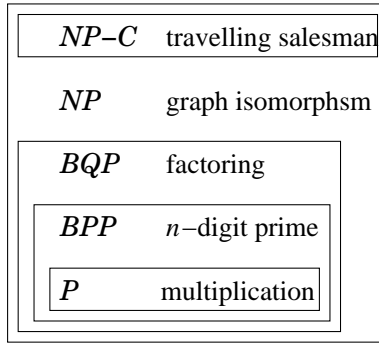 NP–C travelling salesman
NP graph isomorphsm
BQP factoring
BPP n–digit prime
P multiplication